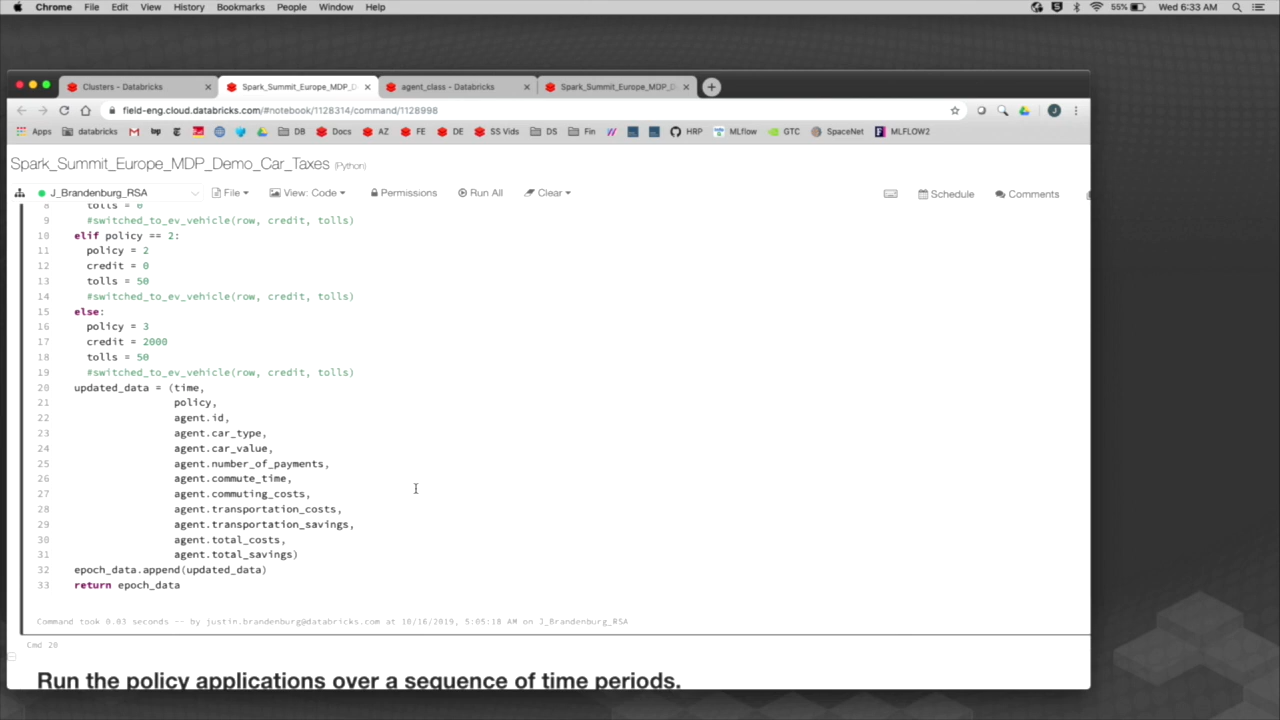 Chrome File Edit View History Bookmarks People Window Help 55% Wed 6:33 AM
Clusters - Databricks Spark_Summit_Europe_MDP_D agent_class - Databricks Spark_Summit_Europe_MDP_D
field-eng.cloud.databricks.com/#notebook/1128314/command/1128998
Apps databricks bp DB Docs AZ FE DE SS Vids DS Fin HRP MLflow GTC SpaceNet MLFLOW2
Spark_Summit_Europe_MDP_Demo_Car_Taxes (Python)
J_Brandenburg_RSA File View: Code Permissions Run All Clear Schedule Comments
8 tolls = 0
9 #switched_to_ev_vehicle(row, credit, tolls)
10 elif policy == 2:
11 policy = 2
12 credit = 0
13 tolls = 50
14 #switched_to_ev_vehicle(row, credit, tolls)
15 else:
16 policy = 3
17 credit = 2000
18 tolls = 50
19 #switched_to_ev_vehicle(row, credit, tolls)
20 updated_data = (time,
21 policy,
22 agent.id,
23 agent.car_type,
24 agent.car_value,
25 agent.number_of_payments,
26 agent.commute_time,
27 agent.commuting_costs,
28 agent.transportation_costs,
29 agent.transportation_savings,
30 agent.total_costs,
31 agent.total_savings)
32 epoch_data.append(updated_data)
33 return epoch_data
Command took 0.03 seconds -- by justin.brandenburg@databricks.com at 10/16/2019, 5:05:18 AM on J_Brandenburg_RSA
Cmd 20
Run the policy applications over a sequence of time periods.